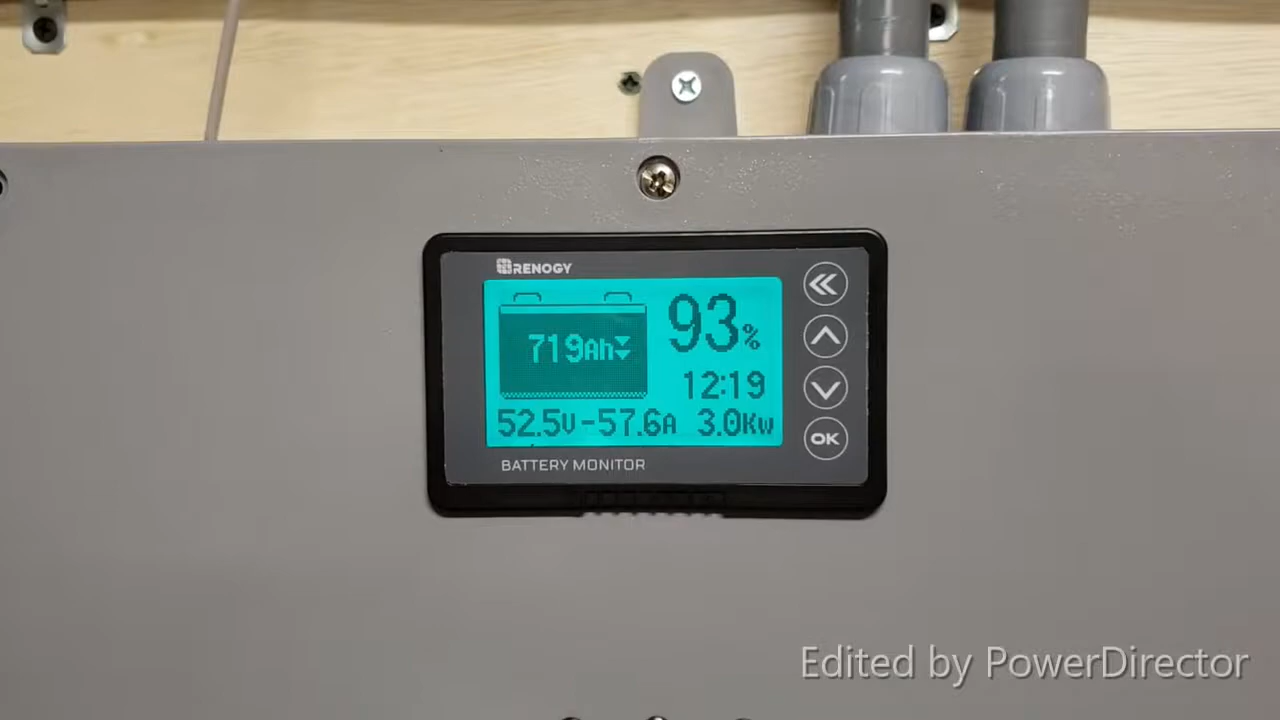 RENOGY
719Ah
93%
12:19
52.5V -57.6A 3.0Kw
OK
BATTERY MONITOR
Edited by PowerDirector